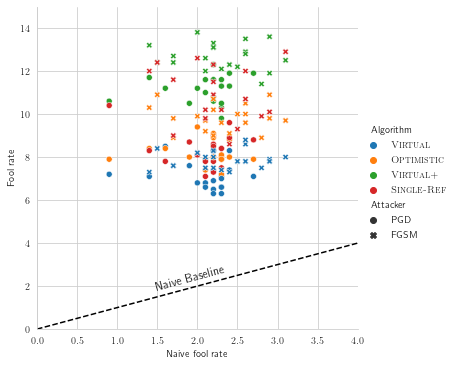 14
12
10
8
6
4
2
0
Fool rate
0.0 0.5 1.0 1.5 2.0 2.5 3.0 3.5 4.0
Naive fool rate
Naive Baseline
Algorithm
Virtual
Optimistic
Virtual+
Single-Ref
Attacker
PGD
FGSM